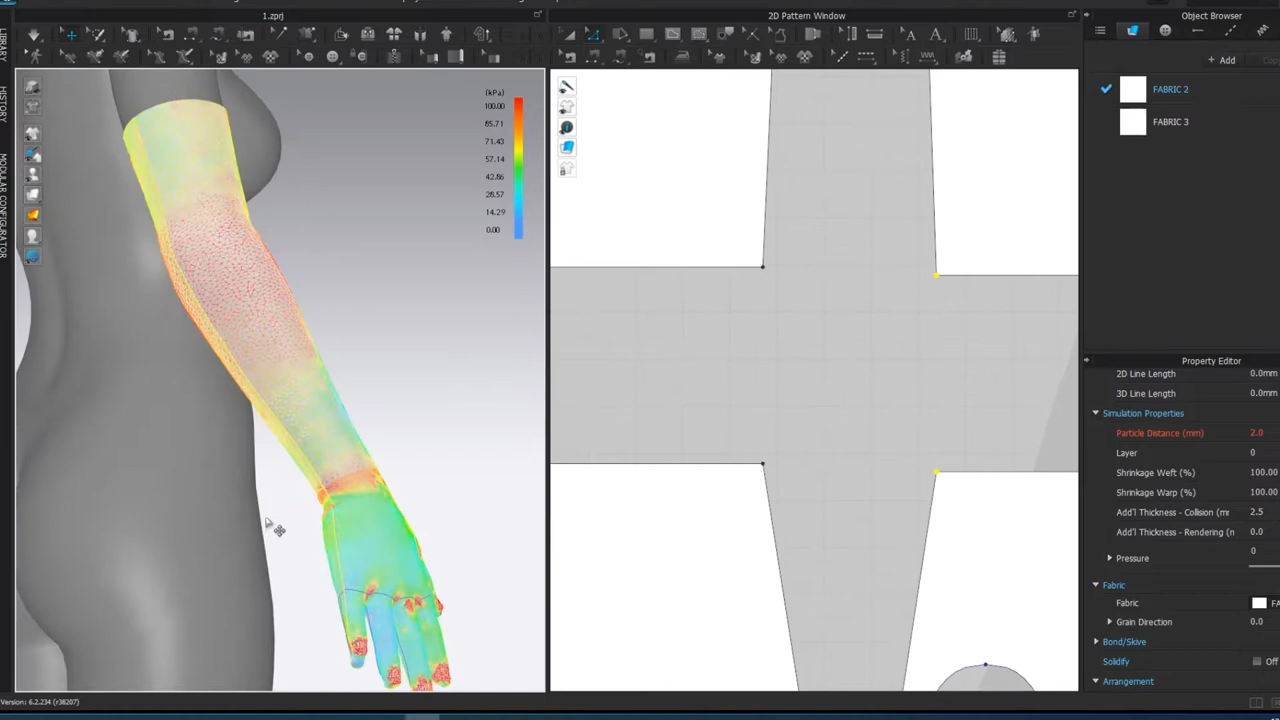 1.zprj
2D Pattern Window
Object Browser
LIBRARY
HISTORY
MODULAR CONFIGURATOR
(kPa)
100.00
85.71
71.43
57.14
42.86
28.57
14.29
0.00
A
A
+ Add
FABRIC 2
FABRIC 3
Property Editor
2D Line Length 0.0mm
3D Line Length 0.0mm
Simulation Properties
Particle Distance (mm) 2.0
Layer 0
Shrinkage Weft (%) 100.00
Shrinkage Warp (%) 100.00
Add'l Thickness - Collision (m 2.5
Add'l Thickness - Rendering (n 0.0
Pressure 0
Fabric
Fabric FA
Grain Direction 0.0
Bond/Skive
Solidify Off
Arrangement
Version: 6.2.234 (r38207)